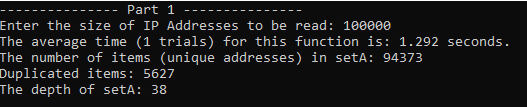 --------------- Part 1 ---------------
Enter the size of IP Addresses to be read: 100000
The average time (1 trials) for this function is: 1.292 seconds.
The number of items (unique addresses) in setA: 94373
Duplicated items: 5627
The depth of setA: 38